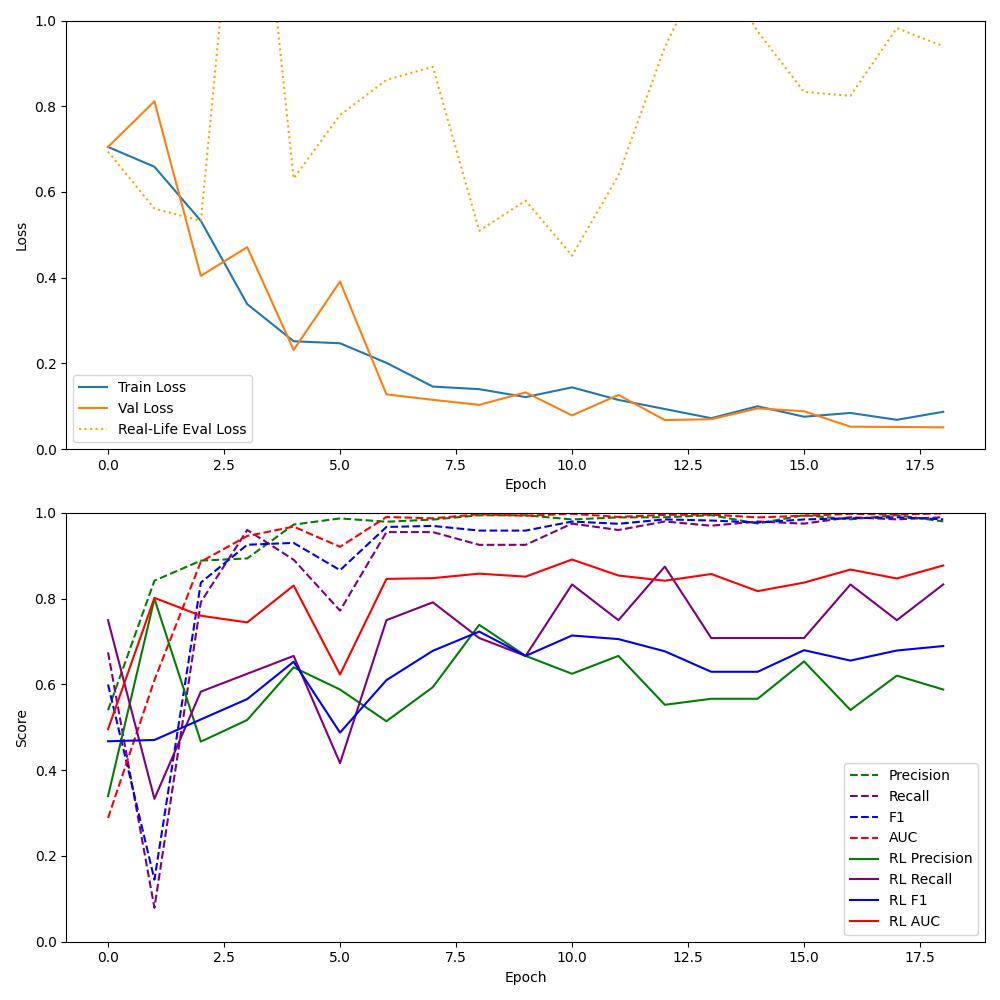 1.0
0.8
0.6
0.4
0.2
0.0
Loss
Train Loss
Val Loss
Real-Life Eval Loss
0.0 2.5 5.0 7.5 10.0 12.5 15.0 17.5
Epoch
1.0
0.8
0.6
0.4
0.2
0.0
Score
Precision
Recall
F1
AUC
RL Precision
RL Recall
RL F1
RL AUC
0.0 2.5 5.0 7.5 10.0 12.5 15.0 17.5
Epoch